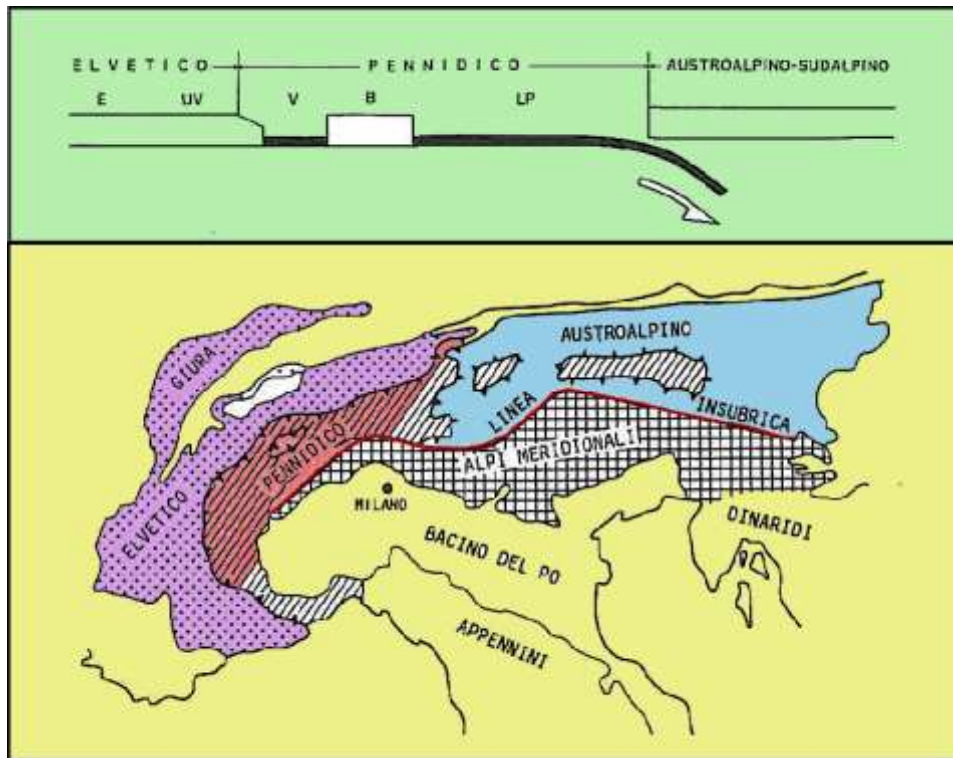 ELVETICO PENNIDICO AUSTROALPINO-SUDALPINO
E UV V B LP
AUSTROALPINO
GIURA
LINEA INSUBRICA
PENNIDICO
ALPI MERIDIONALI
ELVETICO
MILANO
DINARIDI
BACINO DEL PO
APPENNINI